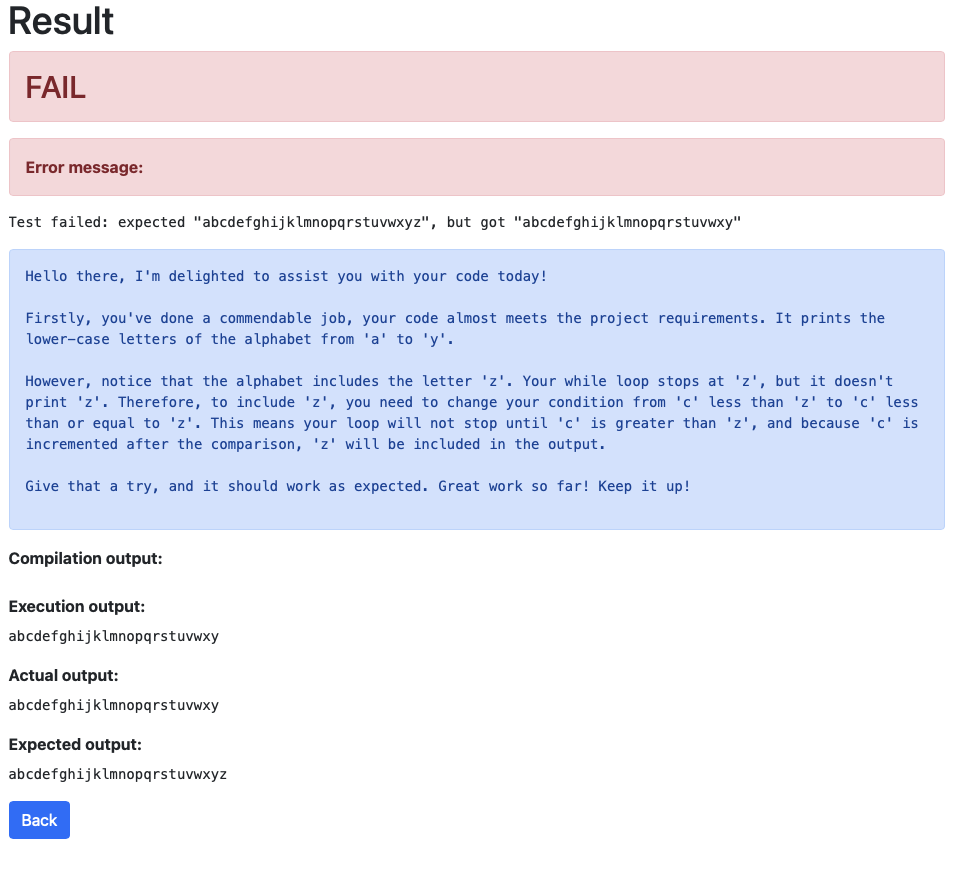 Result
FAIL
Error message:
Test failed: expected "abcdefghijklmnopqrstuvwxyz", but got "abcdefghijklmnopqrstuvwxy"
Hello there, I'm delighted to assist you with your code today!
Firstly, you've done a commendable job, your code almost meets the project requirements. It prints the
lower-case letters of the alphabet from 'a' to 'y'.
However, notice that the alphabet includes the letter 'z'. Your while loop stops at 'z', but it doesn't
print 'z'. Therefore, to include 'z', you need to change your condition from 'c' less than 'z' to 'c' less
than or equal to 'z'. This means your loop will not stop until 'c' is greater than 'z', and because 'c' is
incremented after the comparison, 'z' will be included in the output.
Give that a try, and it should work as expected. Great work so far! Keep it up!
Compilation output:
Execution output:
abcdefghijklmnopqrstuvwxy
Actual output:
abcdefghijklmnopqrstuvwxy
Expected output:
abcdefghijklmnopqrstuvwxyz
Back